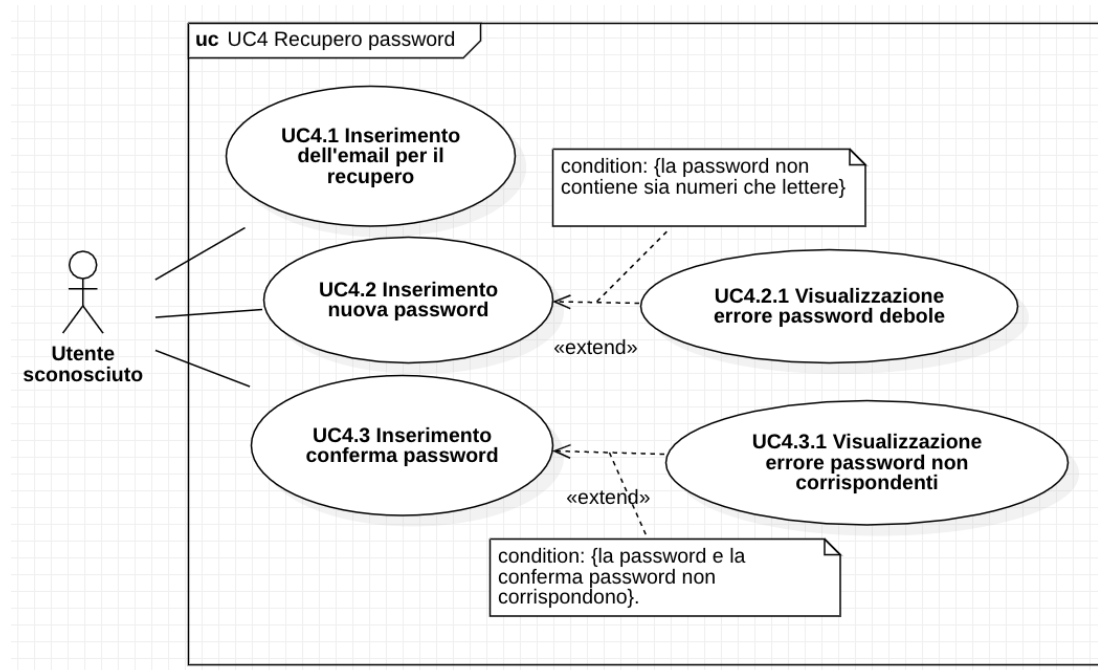 uc UC4 Recupero password
UC4.1 Inserimento
dell'email per il
recupero
condition: {la password non
contiene sia numeri che lettere}
UC4.2 Inserimento
nuova password
UC4.2.1 Visualizzazione
errore password debole
«extend»
Utente
sconosciuto
UC4.3 Inserimento
conferma password
UC4.3.1 Visualizzazione
errore password non
corrispondenti
«extend»
condition: {la password e la
conferma password non
corrispondono}.